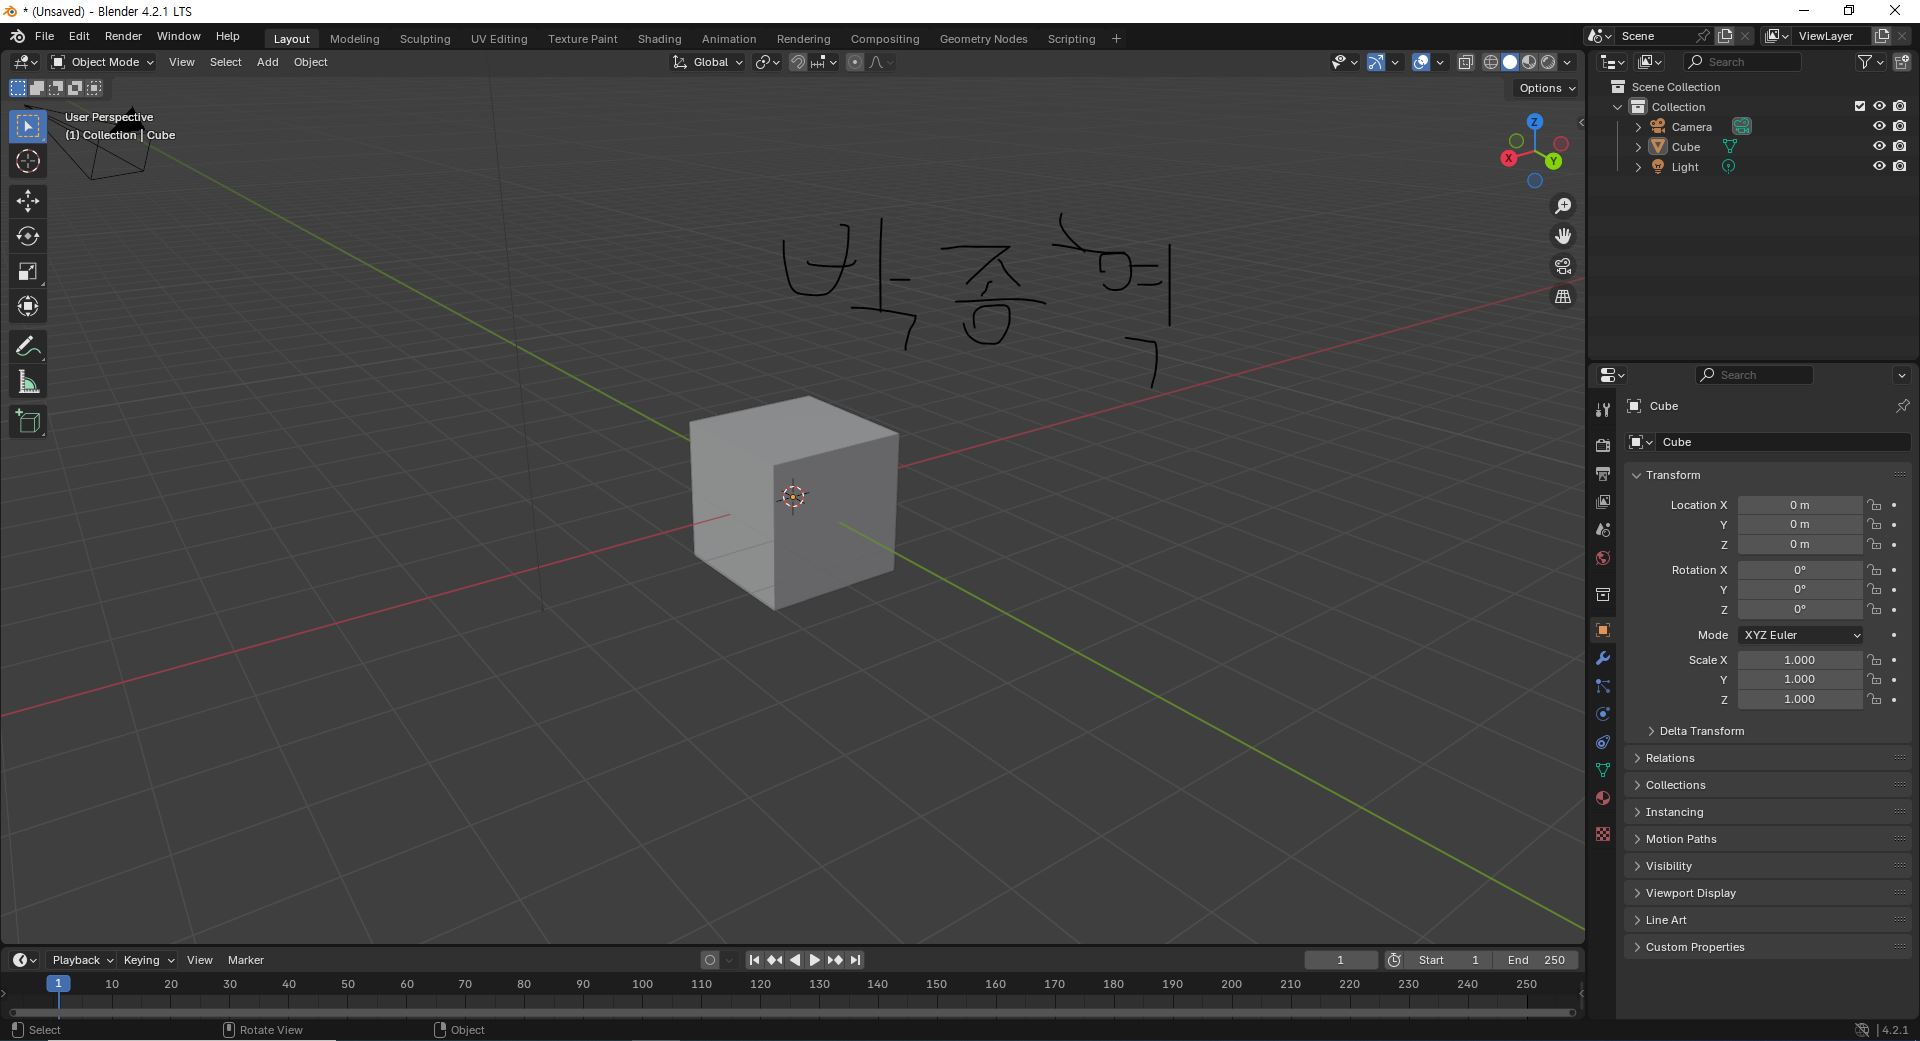 * (Unsaved) - Blender 4.2.1 LTS
File Edit Render Window Help Layout Modeling Sculpting UV Editing Texture Paint Shading Animation Rendering Compositing Geometry Nodes Scripting + Scene ViewLayer
Object Mode View Select Add Object Global Search
Options
User Perspective
(1) Collection | Cube
Z
X
Y
박종혁
Scene Collection
Collection
Camera
Cube
Light
Search
Cube
Cube
Transform
Location X 0 m
Y 0 m
Z 0 m
Rotation X 0°
Y 0°
Z 0°
Mode XYZ Euler
Scale X 1.000
Y 1.000
Z 1.000
Delta Transform
Relations
Collections
Instancing
Motion Paths
Visibility
Viewport Display
Line Art
Custom Properties
Playback Keying View Marker 1 Start 1 End 250
1 10 20 30 40 50 60 70 80 90 100 110 120 130 140 150 160 170 180 190 200 210 220 230 240 250
Select Rotate View Object 4.2.1